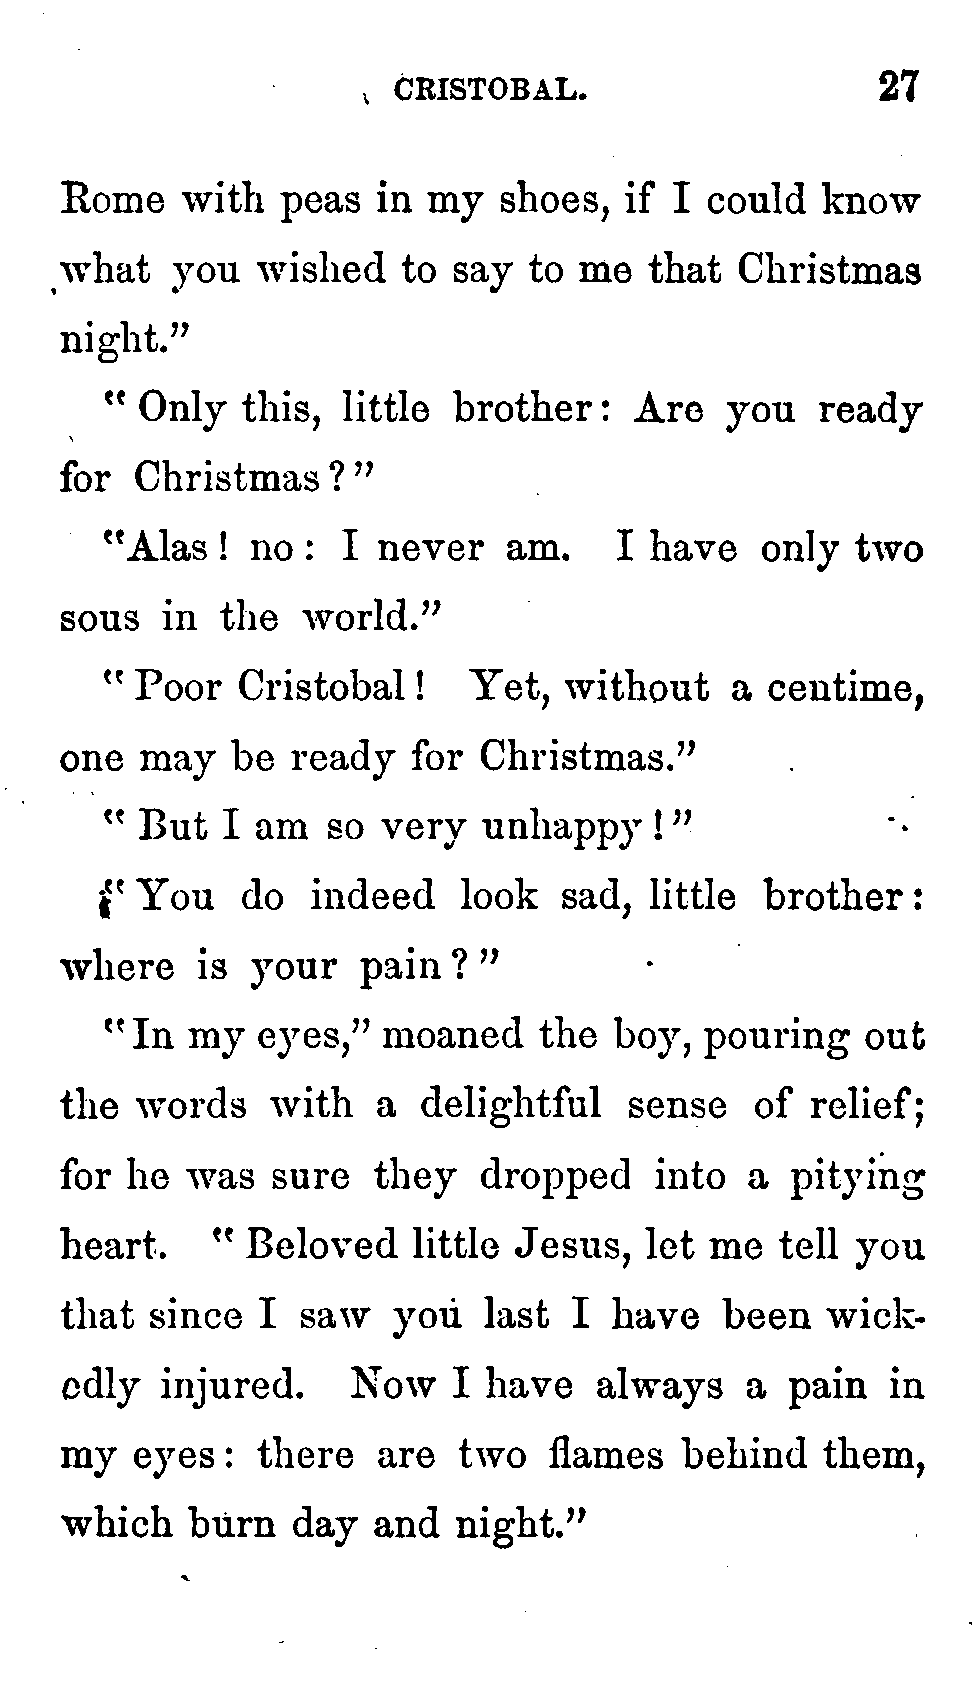 CRISTOBAL. 27
Rome with peas in my shoes, if I could know
what you wished to say to me that Christmas
night."
"Only this, little brother: Are you ready
for Christmas?"
"Alas! no: I never am. I have only two
sous in the world."
"Poor Cristobal! Yet, without a centime,
one may be ready for Christmas."
"But I am so very unhappy!"
"You do indeed look sad, little brother:
where is your pain?"
"In my eyes," moaned the boy, pouring out
the words with a delightful sense of relief;
for he was sure they dropped into a pitying
heart. "Beloved little Jesus, let me tell you
that since I saw you last I have been wick-
edly injured. Now I have always a pain in
my eyes: there are two flames behind them,
which burn day and night."